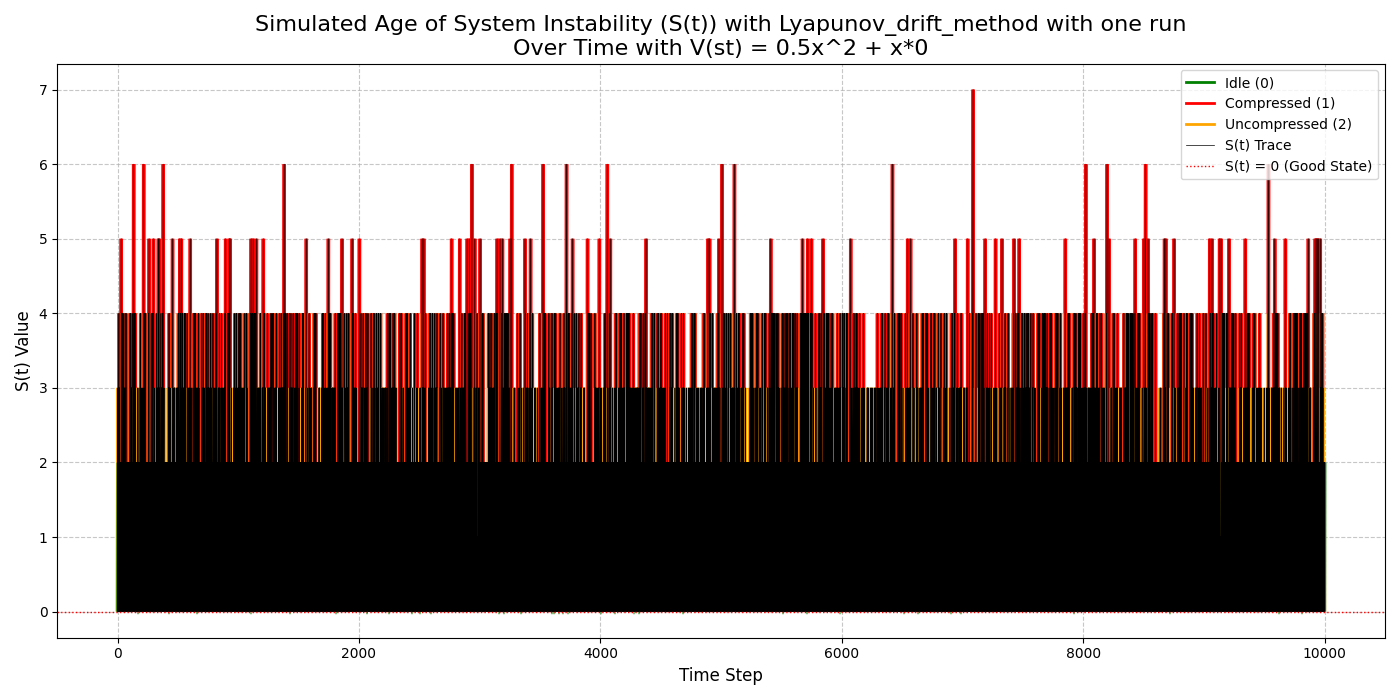 Simulated Age of System Instability (S(t)) with Lyapunov_drift_method with one run
Over Time with V(st) = 0.5x^2 + x*0
Idle (0)
Compressed (1)
Uncompressed (2)
S(t) Trace
S(t) = 0 (Good State)
S(t) Value
7
6
5
4
3
2
1
0
0
2000
4000
6000
8000
10000
Time Step